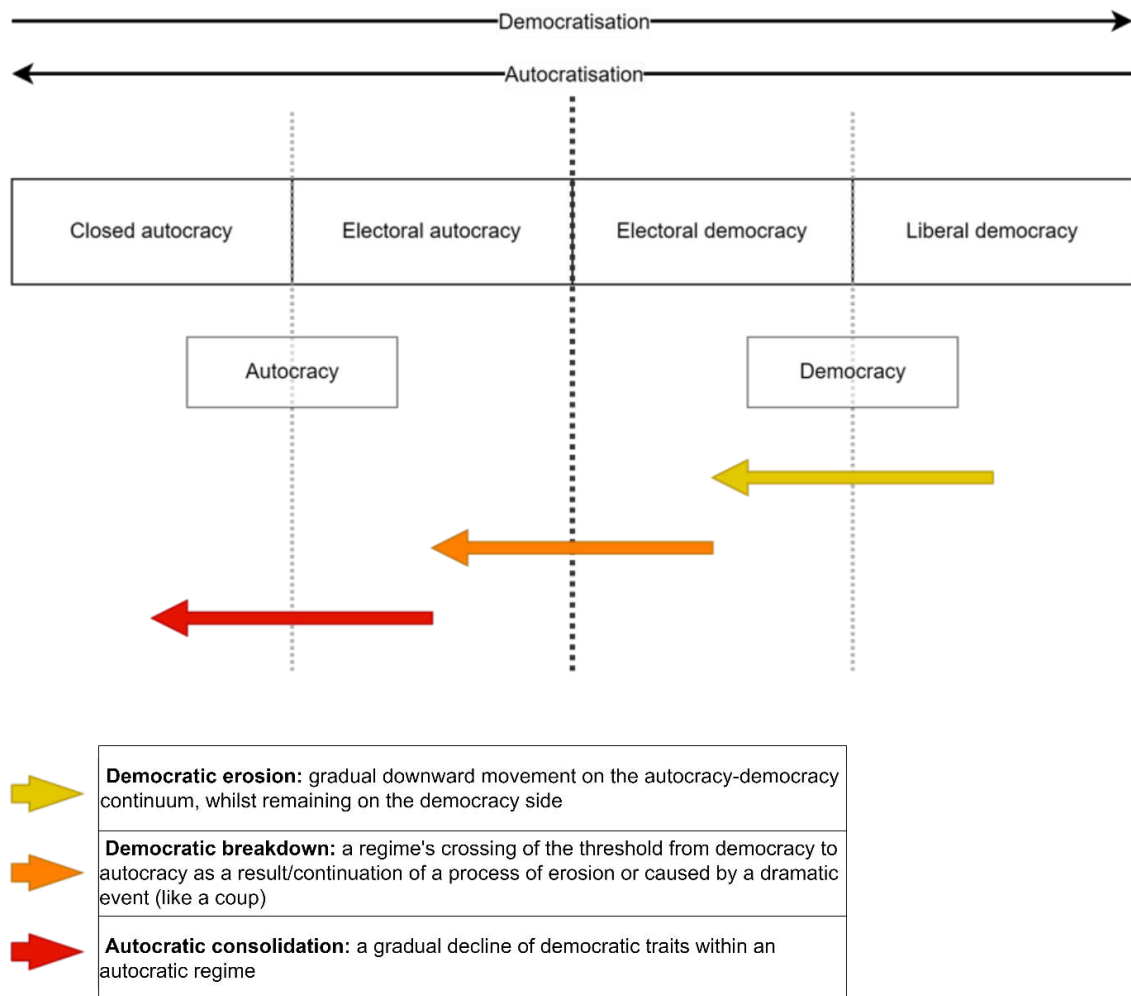 Democratisation
Autocratisation
Closed autocracy
Electoral autocracy
Electoral democracy
Liberal democracy
Autocracy
Democracy
Democratic erosion: gradual downward movement on the autocracy-democracy
continuum, whilst remaining on the democracy side
Democratic breakdown: a regime's crossing of the threshold from democracy to
autocracy as a result/continuation of a process of erosion or caused by a dramatic
event (like a coup)
Autocratic consolidation: a gradual decline of democratic traits within an
autocratic regime